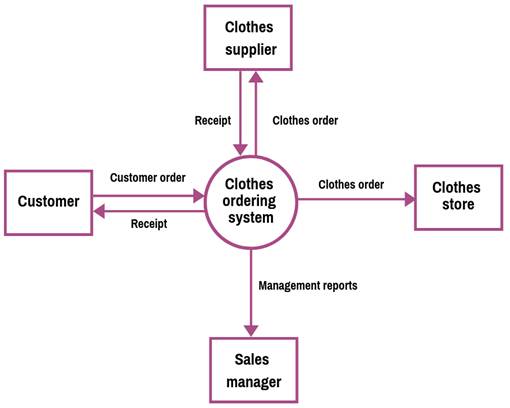 Clothes
supplier
Receipt
Clothes order
Customer order
Customer
Receipt
Clothes
ordering
system
Clothes order
Clothes
store
Management reports
Sales
manager